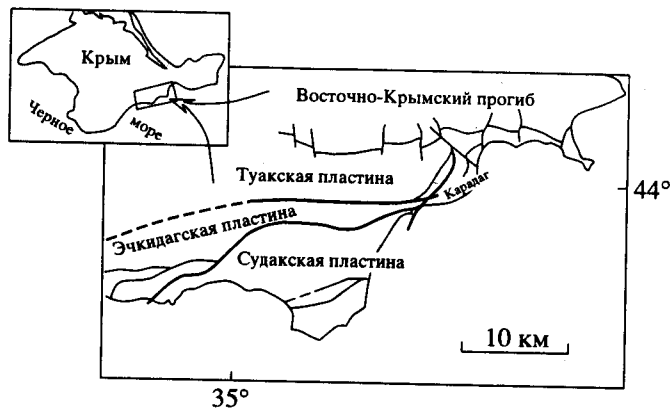 Крым
Черное
море
Восточно-Крымский прогиб
Туакская пластина
Карадаг
44°
Эчкидагская пластина
Судакская пластина
10 км
35°